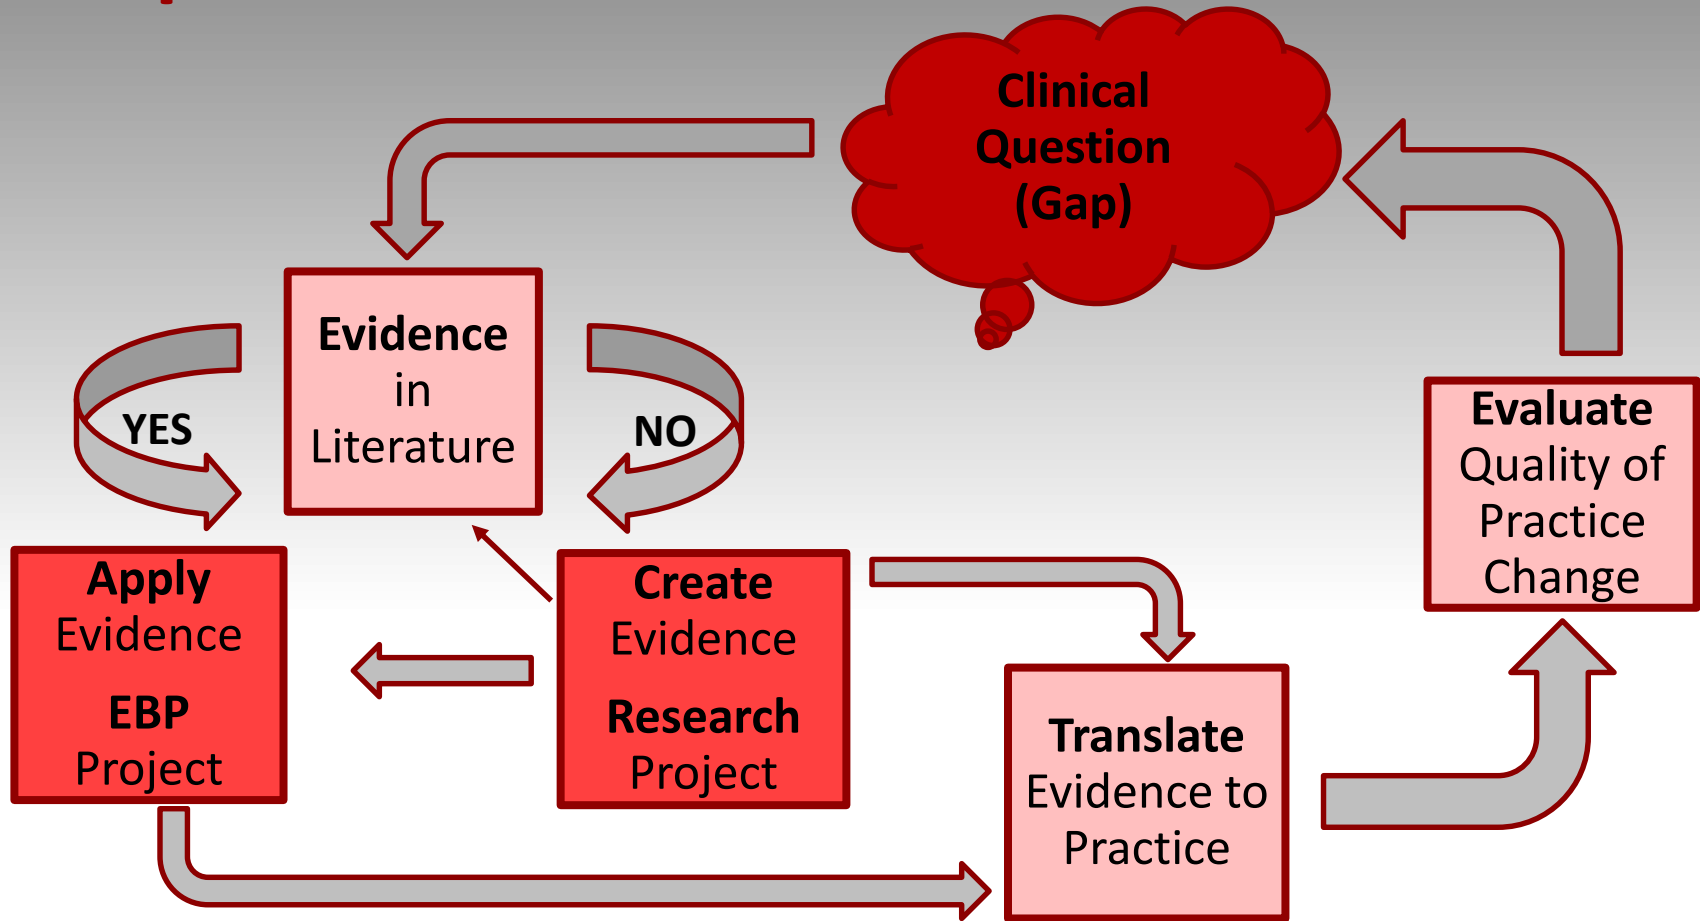 Clinical
Question
(Gap)
Evidence
in
Literature
YES
NO
Apply
Evidence
EBP
Project
Create
Evidence
Research
Project
Translate
Evidence to
Practice
Evaluate
Quality of
Practice
Change